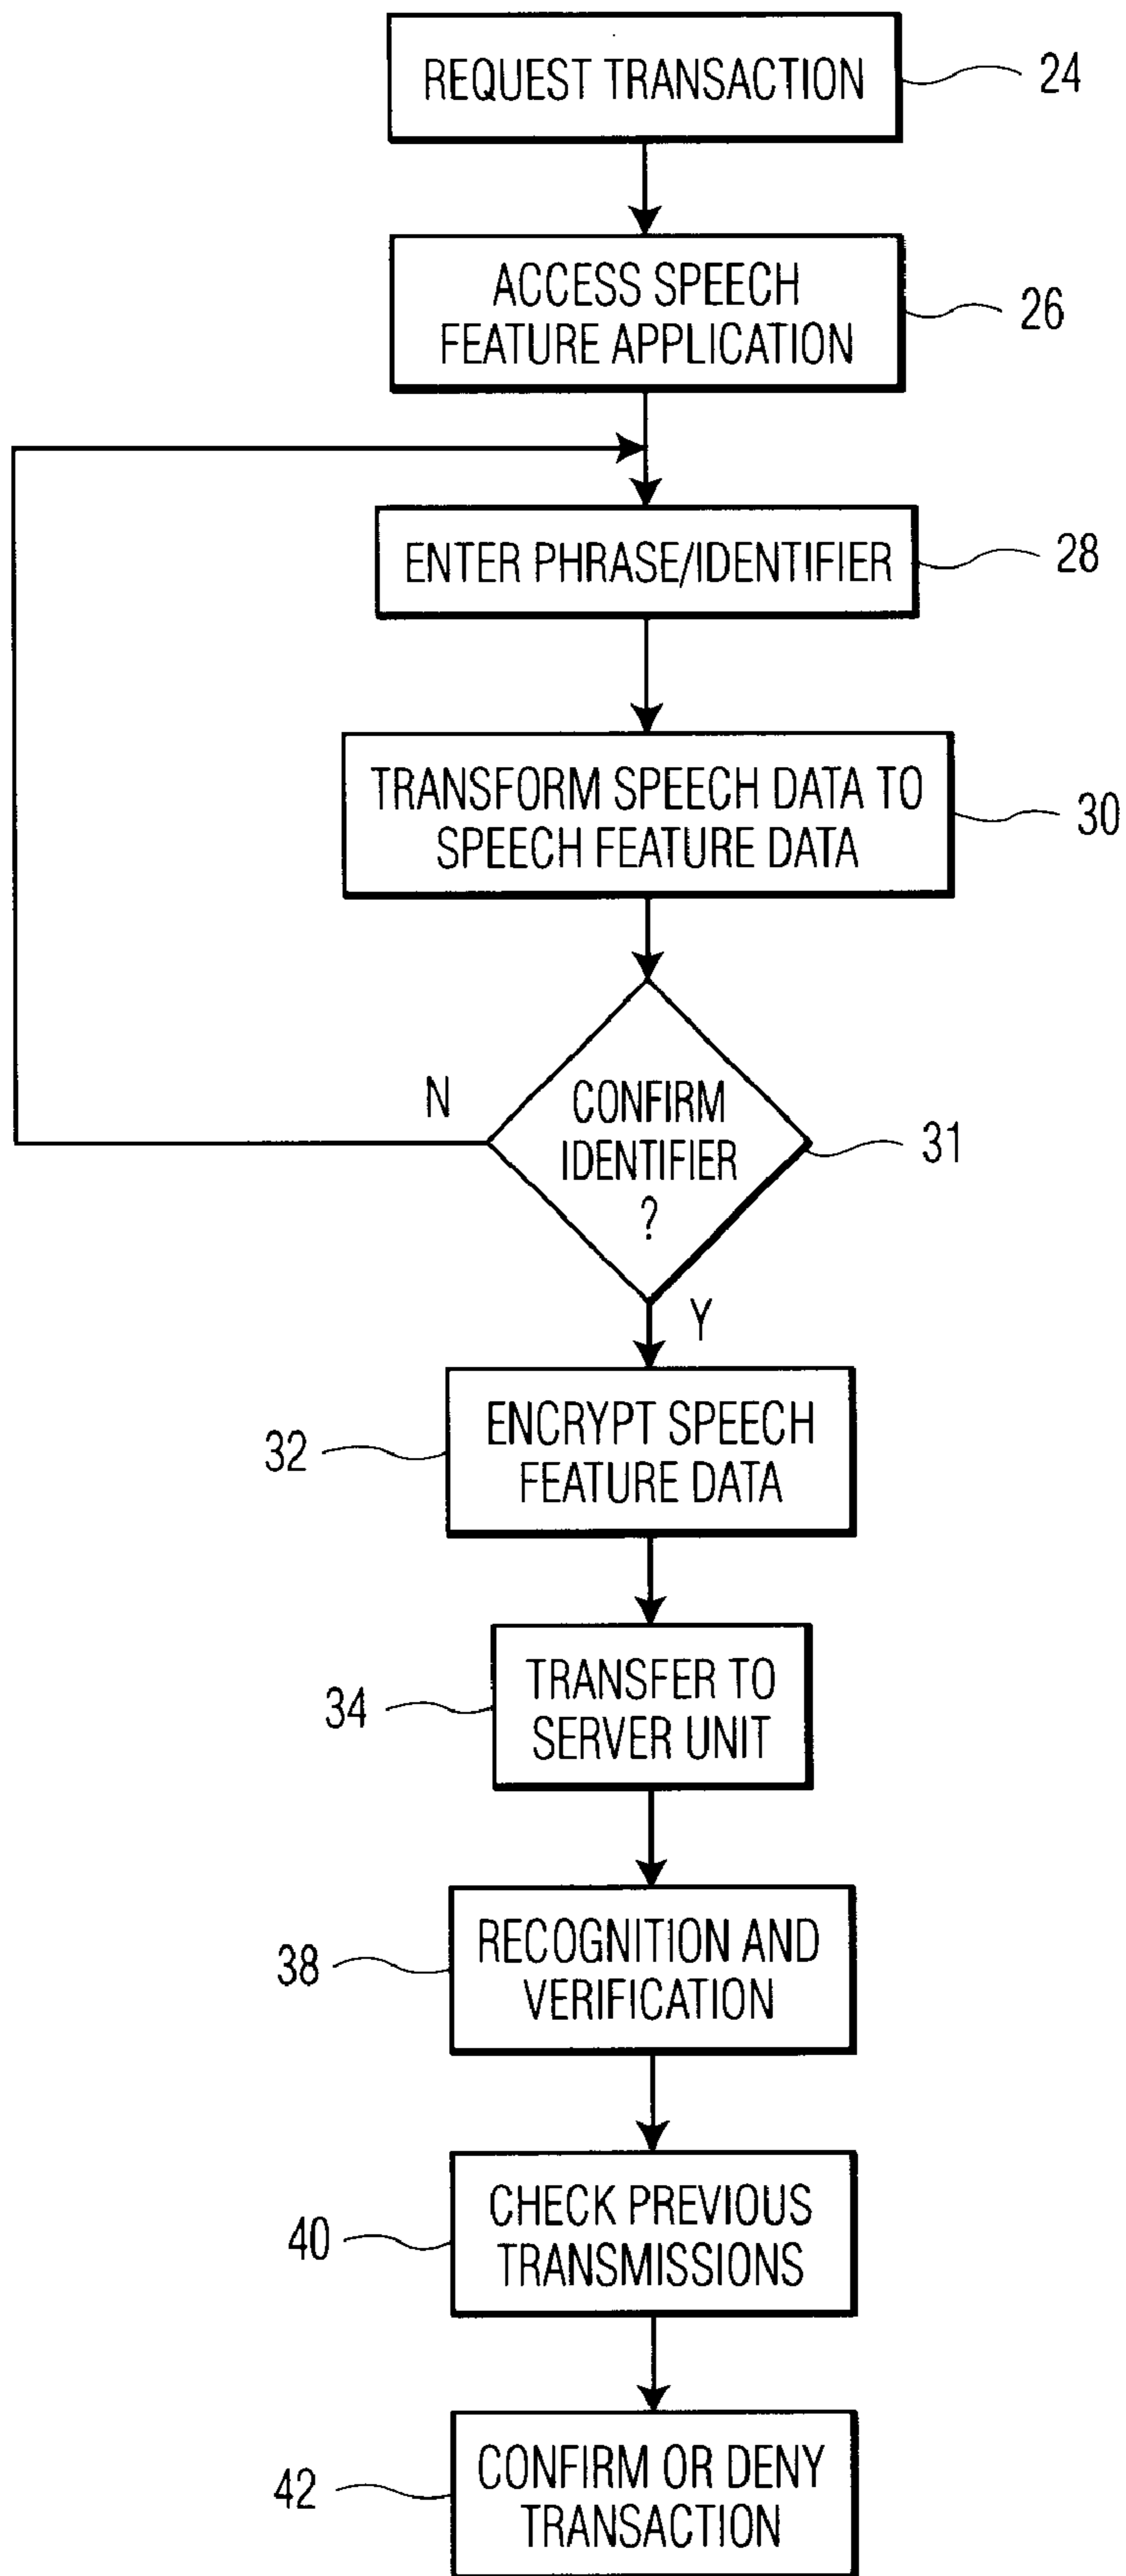 REQUEST TRANSACTION
24
ACCESS SPEECH
FEATURE APPLICATION
26
ENTER PHRASE/IDENTIFIER
28
TRANSFORM SPEECH DATA TO
SPEECH FEATURE DATA
30
N
CONFIRM
IDENTIFIER
?
31
Y
32
ENCRYPT SPEECH
FEATURE DATA
34
TRANSFER TO
SERVER UNIT
38
RECOGNITION AND
VERIFICATION
40
CHECK PREVIOUS
TRANSMISSIONS
42
CONFIRM OR DENY
TRANSACTION